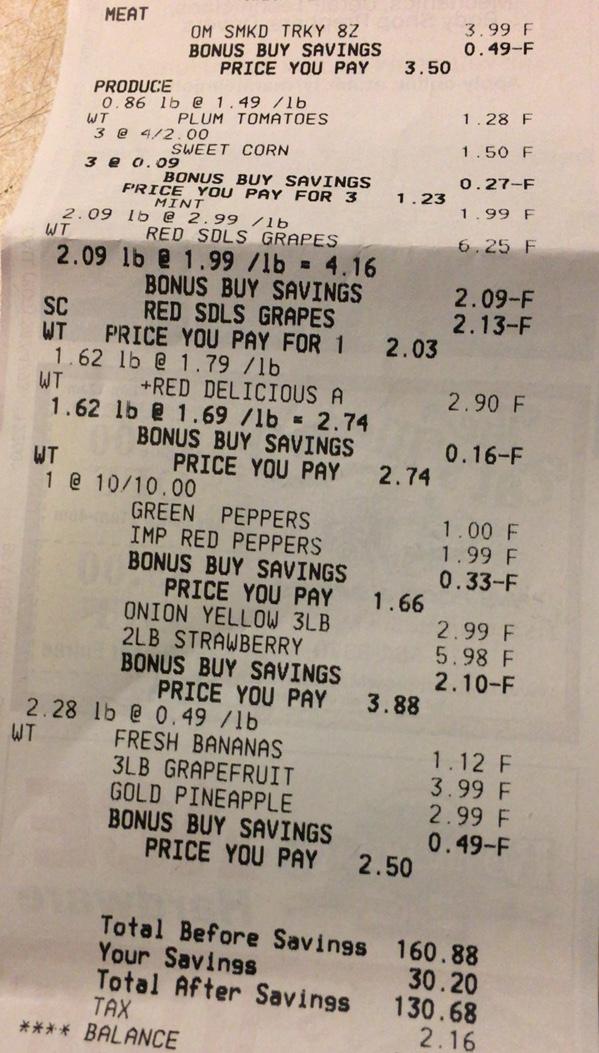 MEAT
OM SMKD TRKY 8Z 3.99 F
BONUS BUY SAVINGS 0.49-F
PRICE YOU PAY 3.50
PRODUCE
0.86 lb @ 1.49 /lb
WT PLUM TOMATOES 1.28 F
3 @ 4/2.00
SWEET CORN 1.50 F
3 @ 0.09
BONUS BUY SAVINGS 0.27-F
PRICE YOU PAY FOR 3 1.23
MINT 1.99 F
2.09 lb @ 2.99 /lb
WT RED SDLS GRAPES 6.25 F
2.09 lb @ 1.99 /lb = 4.16
BONUS BUY SAVINGS 2.09-F
SC RED SDLS GRAPES 2.13-F
WT PRICE YOU PAY FOR 1 2.03
1.62 lb @ 1.79 /lb
WT +RED DELICIOUS A 2.90 F
1.62 lb @ 1.69 /lb = 2.74
BONUS BUY SAVINGS 0.16-F
WT PRICE YOU PAY 2.74
1 @ 10/10.00
GREEN PEPPERS 1.00 F
IMP RED PEPPERS 1.99 F
BONUS BUY SAVINGS 0.33-F
PRICE YOU PAY 1.66
ONION YELLOW 3LB 2.99 F
2LB STRAWBERRY 5.98 F
BONUS BUY SAVINGS 2.10-F
PRICE YOU PAY 3.88
2.28 lb @ 0.49 /lb
WT FRESH BANANAS 1.12 F
3LB GRAPEFRUIT 3.99 F
GOLD PINEAPPLE 2.99 F
BONUS BUY SAVINGS 0.49-F
PRICE YOU PAY 2.50
Total Before Savings 160.88
Your Savings 30.20
Total After Savings 130.68
TAX 2.16
**** BALANCE